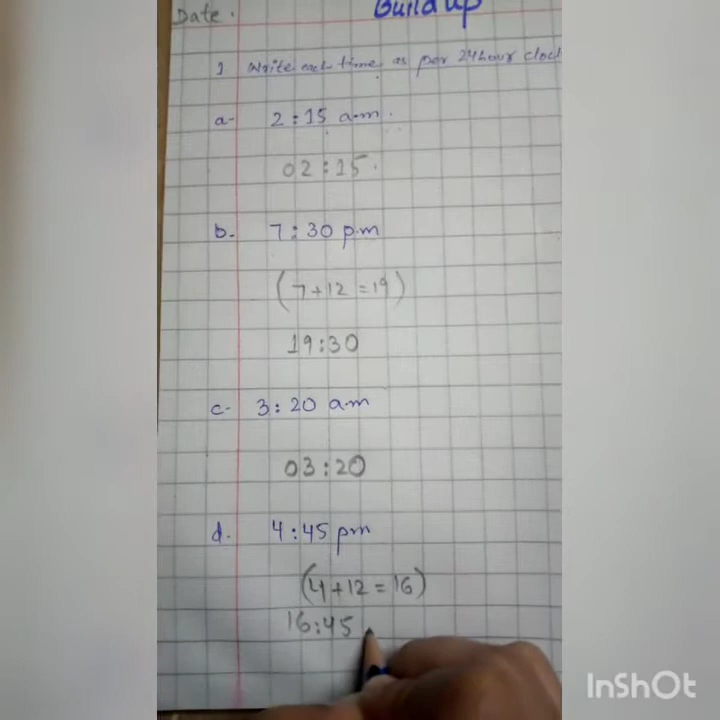 Date.
Build up
1 Write each time as per 24 hour clock
a- 2:15 a.m.
02:15.
b. 7:30 p.m
(7+12=19)
19:30
c- 3:20 a.m
03:20
d. 4:45 pm
(4+12=16)
16:45
InShOt